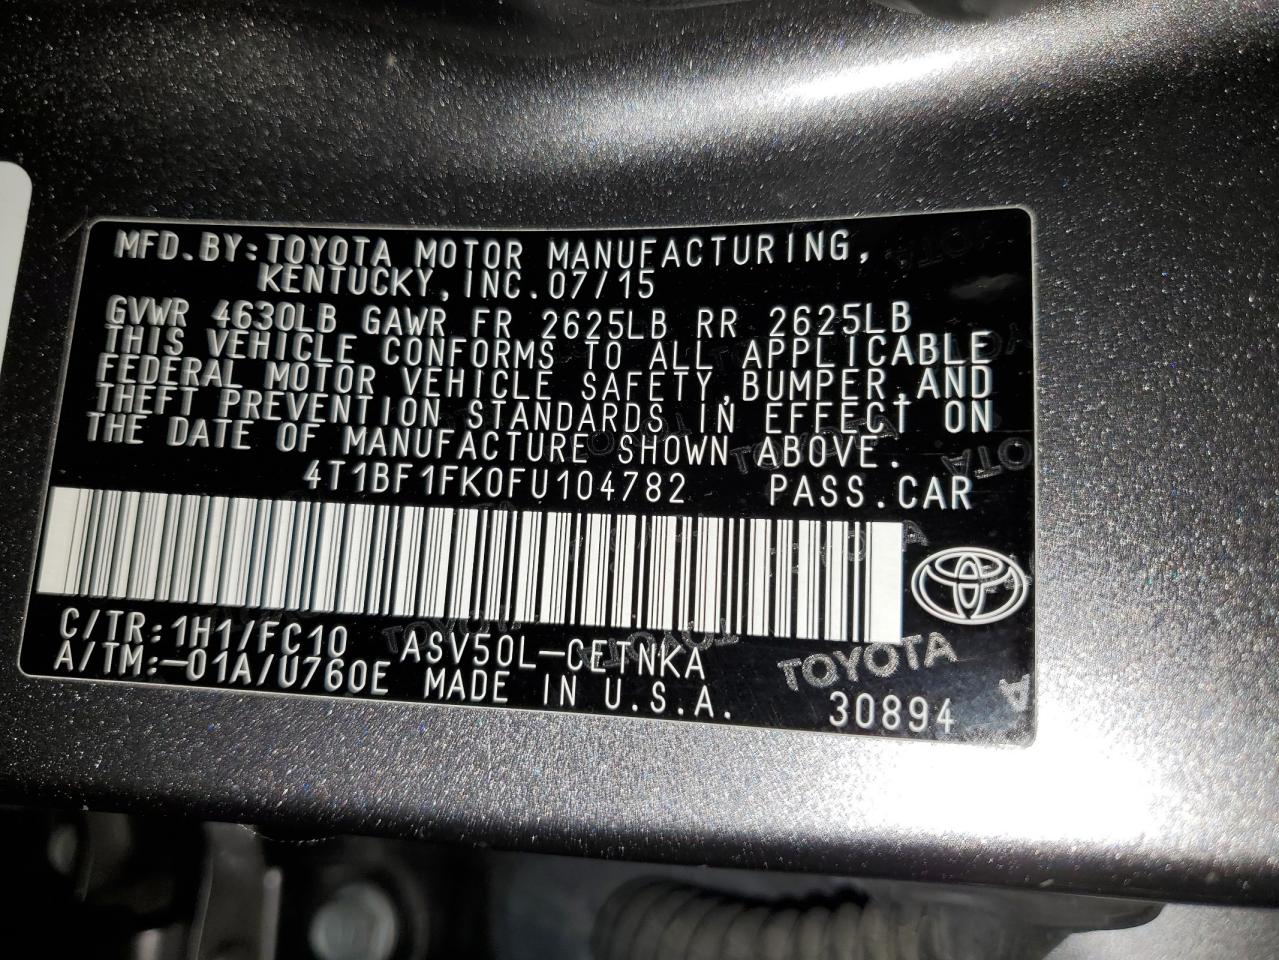 MFD.BY:TOYOTA MOTOR MANUFACTURING,
KENTUCKY,INC.07/15
GVWR 4630LB GAWR FR 2625LB RR 2625LB
THIS VEHICLE CONFORMS TO ALL APPLICABLE
FEDERAL MOTOR VEHICLE SAFETY,BUMPER,AND
THEFT PREVENTION STANDARDS IN EFFECT ON
THE DATE OF MANUFACTURE SHOWN ABOVE.
4T1BF1FK0FU104782 PASS.CAR
C/TR:1H1/FC10 ASV50L-CETNKA
A/TM:-01A/U760E MADE IN U.S.A.
TOYOTA
30894